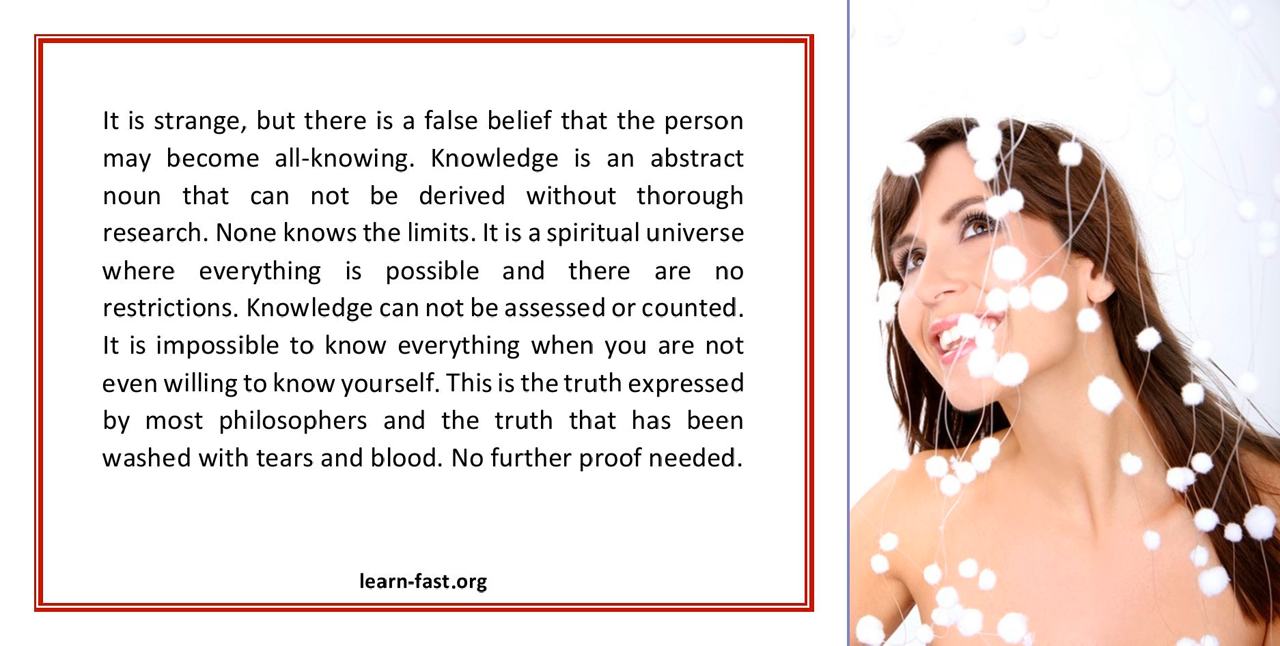 It is strange, but there is a false belief that the person
may become all-knowing. Knowledge is an abstract
noun that can not be derived without thorough
research. None knows the limits. It is a spiritual universe
where everything is possible and there are no
restrictions. Knowledge can not be assessed or counted.
It is impossible to know everything when you are not
even willing to know yourself. This is the truth expressed
by most philosophers and the truth that has been
washed with tears and blood. No further proof needed.
learn-fast.org